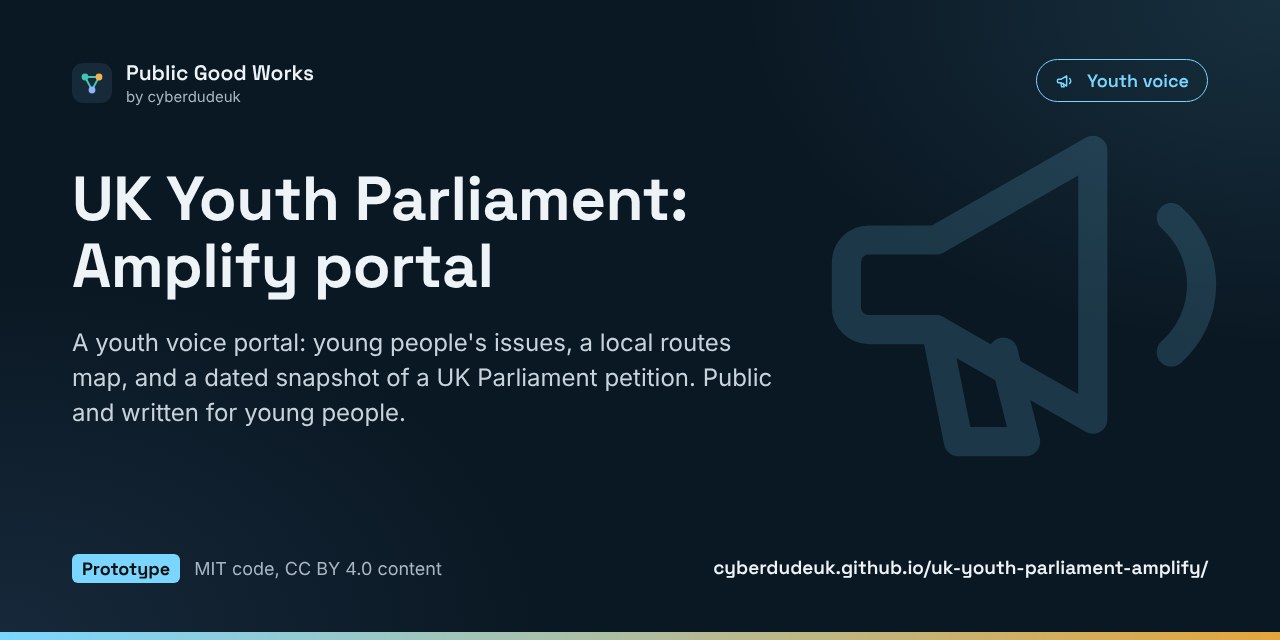 Public Good Works
by cyberdudeuk
Youth voice
UK Youth Parliament:
Amplify portal
A youth voice portal: young people's issues, a local routes
map, and a dated snapshot of a UK Parliament petition. Public
and written for young people.
Prototype
MIT code, CC BY 4.0 content
cyberdudeuk.github.io/uk-youth-parliament-amplify/